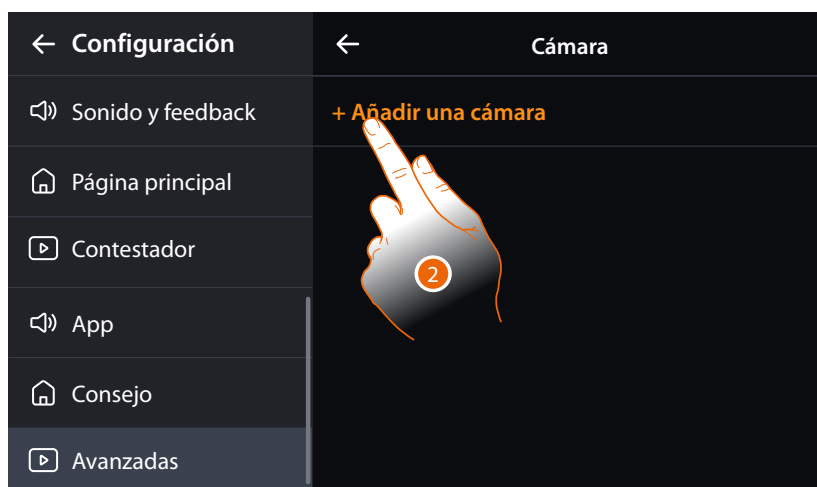 Configuración
Sonido y feedback
Página principal
Contestador
App
Consejo
Avanzadas
Cámara
+ Añadir una cámara
2